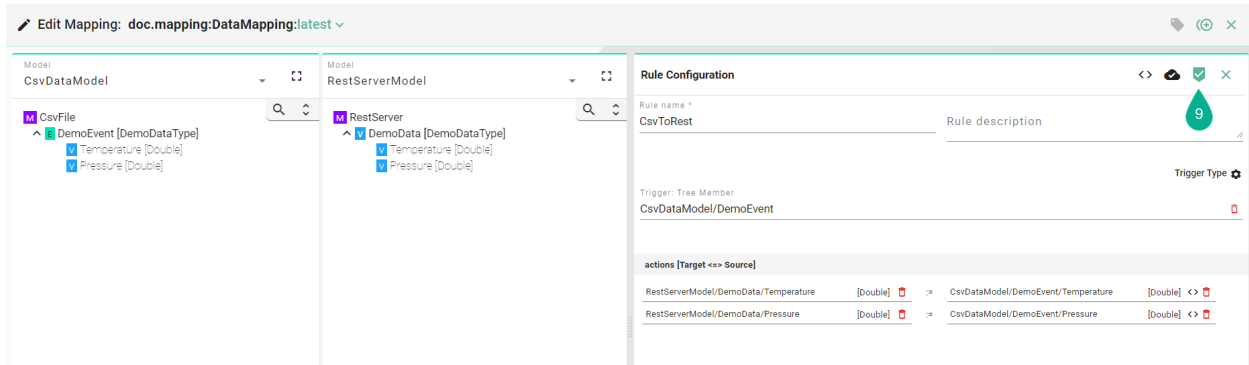 Edit Mapping: doc.mapping:DataMapping:latest
Model
CsvDataModel
M CsvFile
E DemoEvent [DemoDataType]
V Temperature [Double]
V Pressure [Double]
Model
RestServerModel
M RestServer
V DemoData [DemoDataType]
V Temperature [Double]
V Pressure [Double]
Rule Configuration
9
Rule name *
CsvToRest
Rule description
Trigger Type
Trigger: Tree Member
CsvDataModel/DemoEvent
actions [Target <=> Source]
RestServerModel/DemoData/Temperature [Double] := CsvDataModel/DemoEvent/Temperature [Double] <>
RestServerModel/DemoData/Pressure [Double] := CsvDataModel/DemoEvent/Pressure [Double] <>